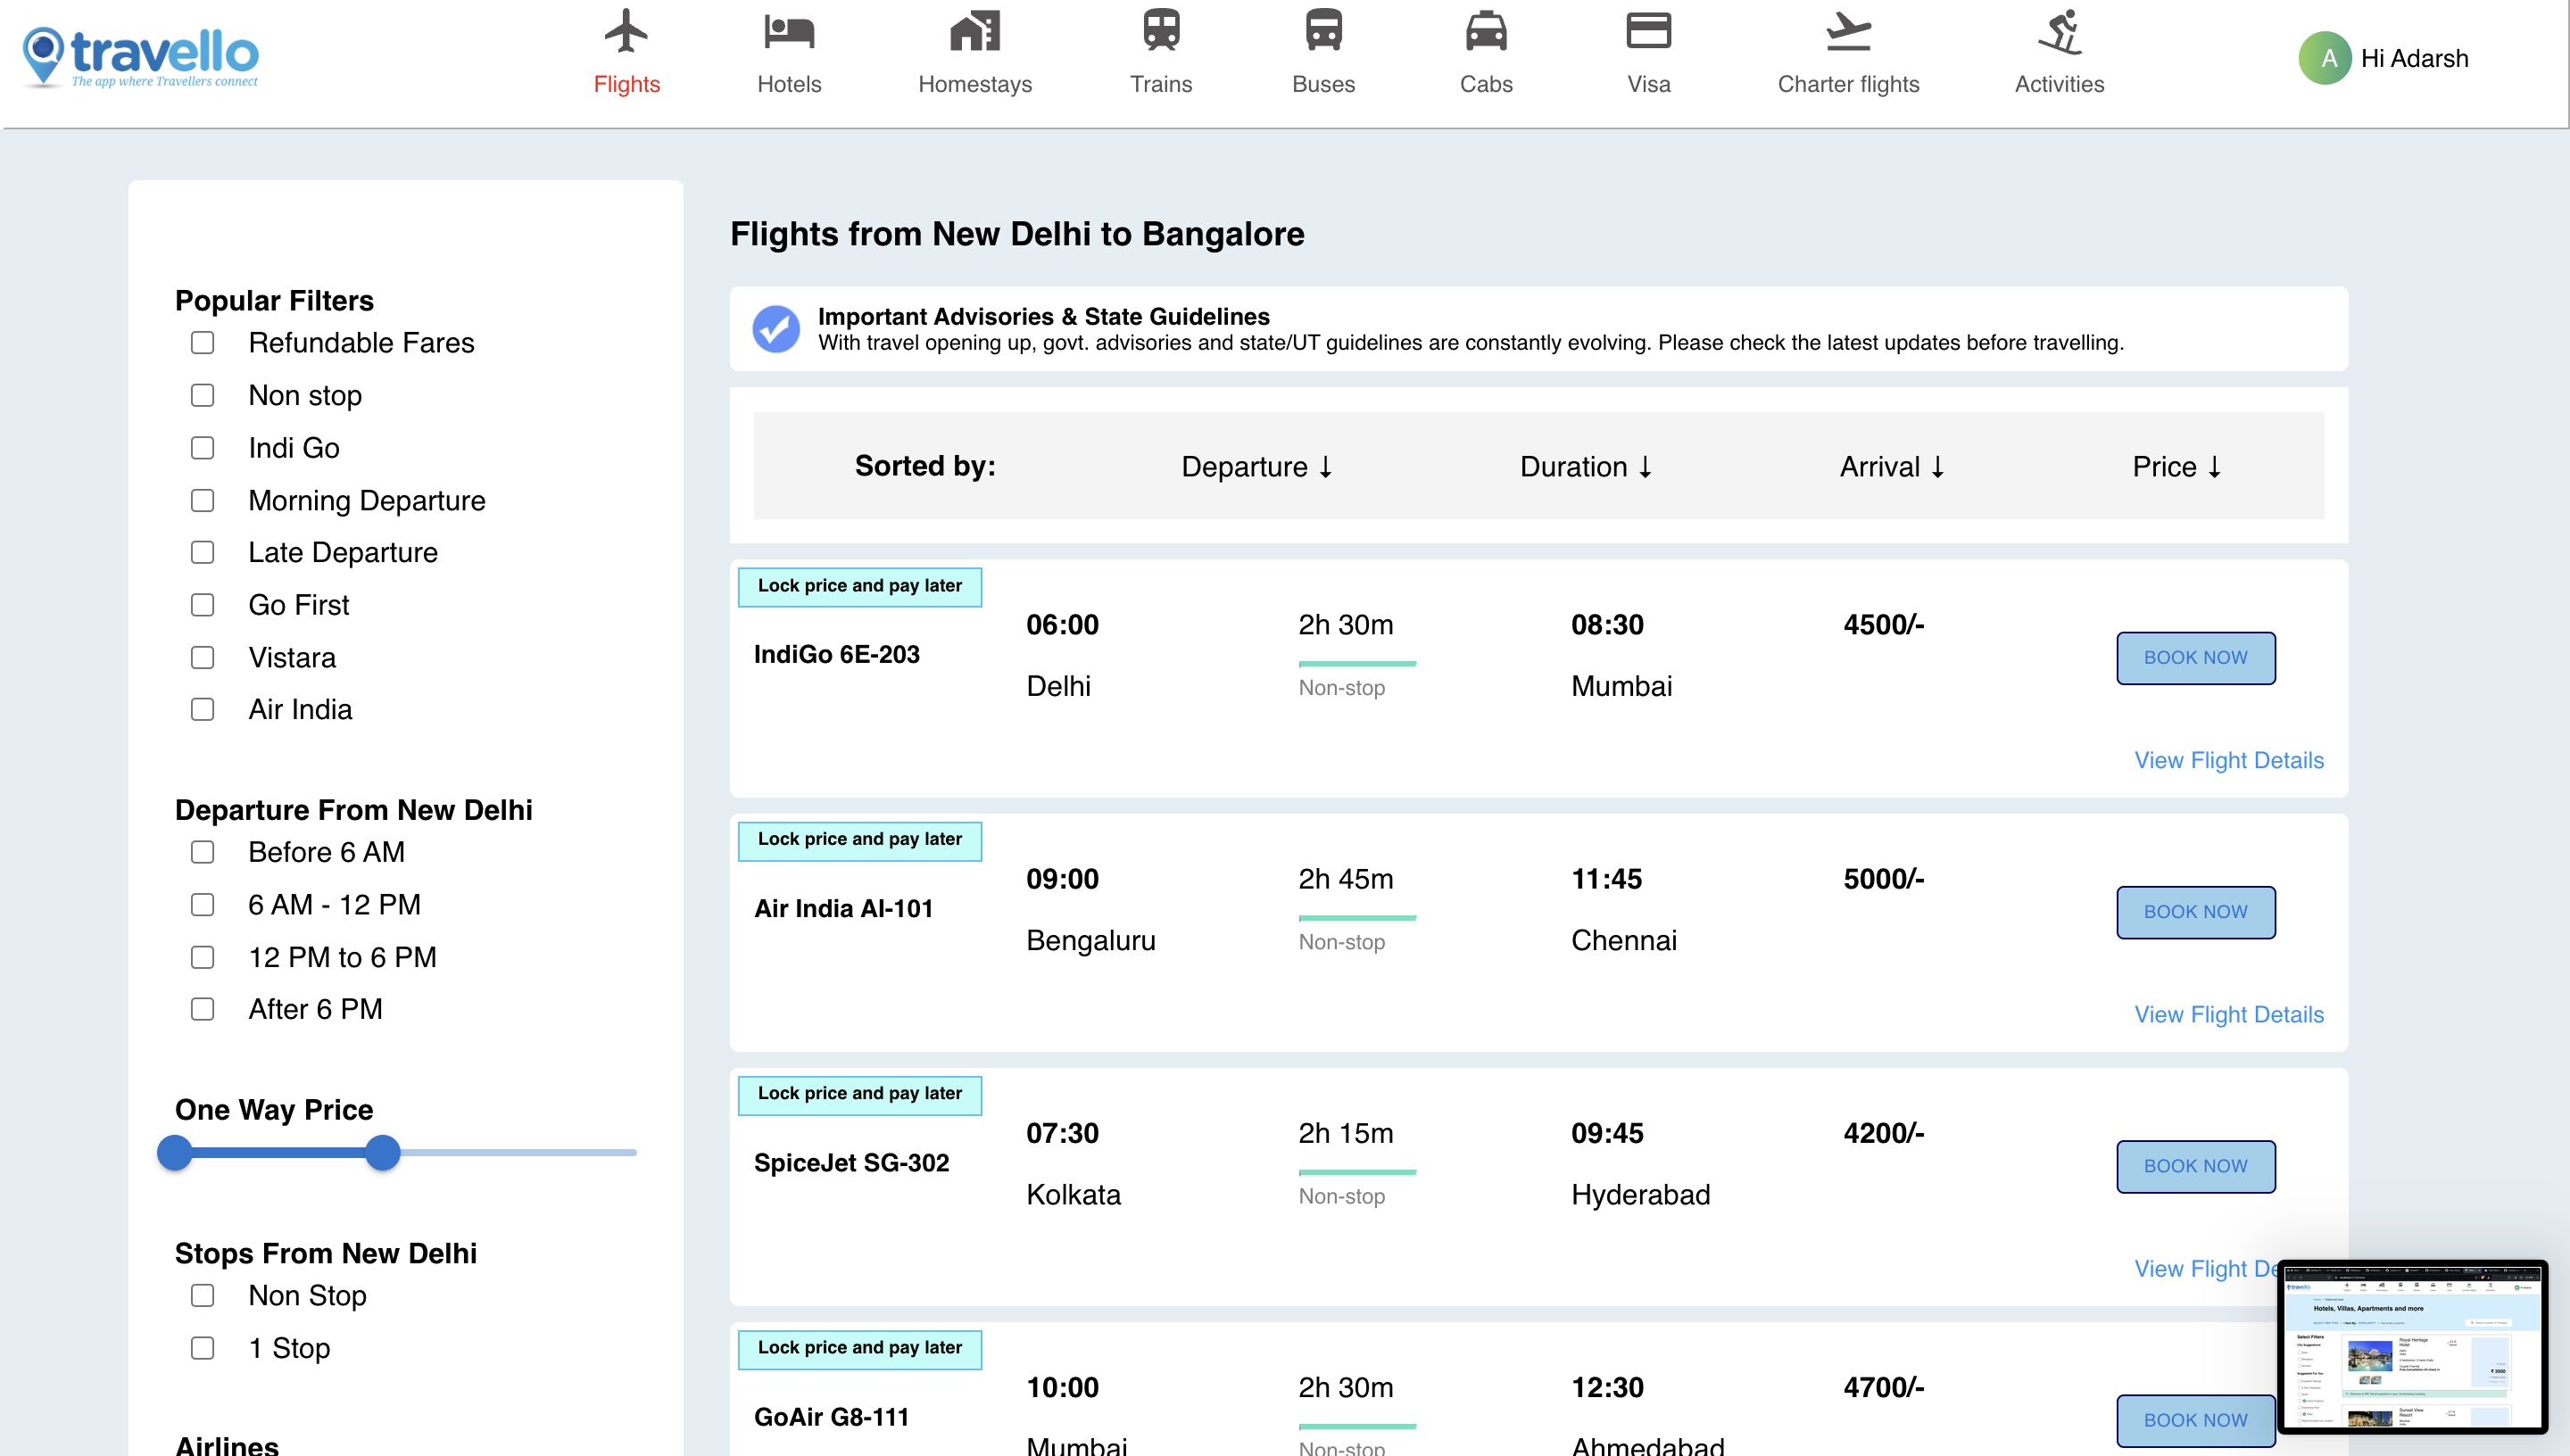 travello
The app where Travellers connect
Flights
Hotels
Homestays
Trains
Buses
Cabs
Visa
Charter flights
Activities
A
Hi Adarsh
Popular Filters
Refundable Fares
Non stop
Indi Go
Morning Departure
Late Departure
Go First
Vistara
Air India
Departure From New Delhi
Before 6 AM
6 AM - 12 PM
12 PM to 6 PM
After 6 PM
One Way Price
Stops From New Delhi
Non Stop
1 Stop
Airlines
Flights from New Delhi to Bangalore
Important Advisories & State Guidelines
With travel opening up, govt. advisories and state/UT guidelines are constantly evolving. Please check the latest updates before travelling.
Sorted by: Departure ↓ Duration ↓ Arrival ↓ Price ↓
Lock price and pay later
IndiGo 6E-203
06:00
Delhi
2h 30m
Non-stop
08:30
Mumbai
4500/-
BOOK NOW
View Flight Details
Lock price and pay later
Air India AI-101
09:00
Bengaluru
2h 45m
Non-stop
11:45
Chennai
5000/-
BOOK NOW
View Flight Details
Lock price and pay later
SpiceJet SG-302
07:30
Kolkata
2h 15m
Non-stop
09:45
Hyderabad
4200/-
BOOK NOW
View Flight De
Lock price and pay later
GoAir G8-111
10:00
Mumbai
2h 30m
Non-stop
12:30
Ahmedabad
4700/-
BOOK NOW
travello
Hotels, Villas, Apartments and more
Select Filters
Royal Heritage
Hotel
₹ 3500
Sunset View
Resort